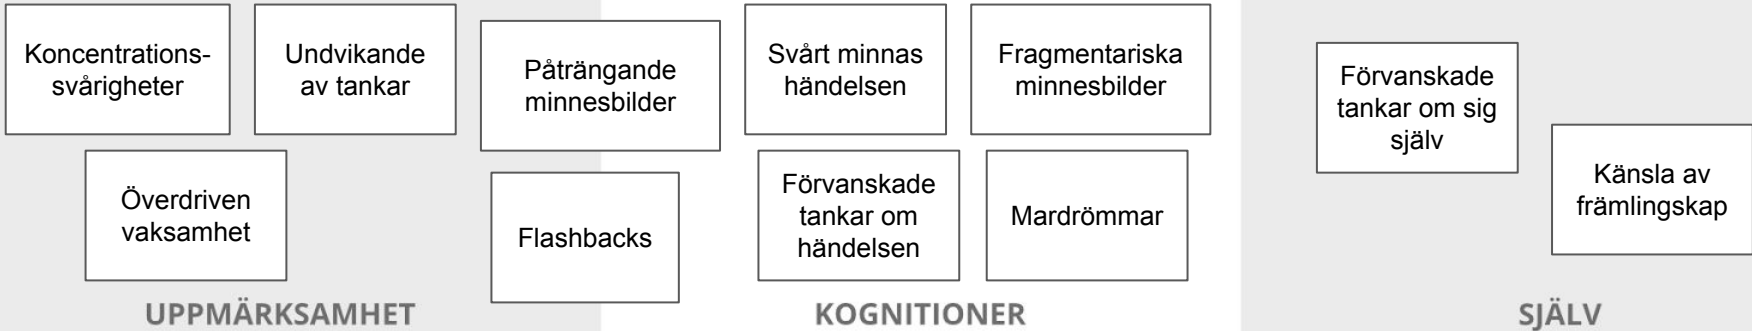 Koncentrations-
svårigheter
Undvikande
av tankar
Påträngande
minnesbilder
Svårt minnas
händelsen
Fragmentariska
minnesbilder
Förvanskade
tankar om sig
själv
Överdriven
vaksamhet
Flashbacks
Förvanskade
tankar om
händelsen
Mardrömmar
Känsla av
främlingskap
UPPMÄRKSAMHET
KOGNITIONER
SJÄLV